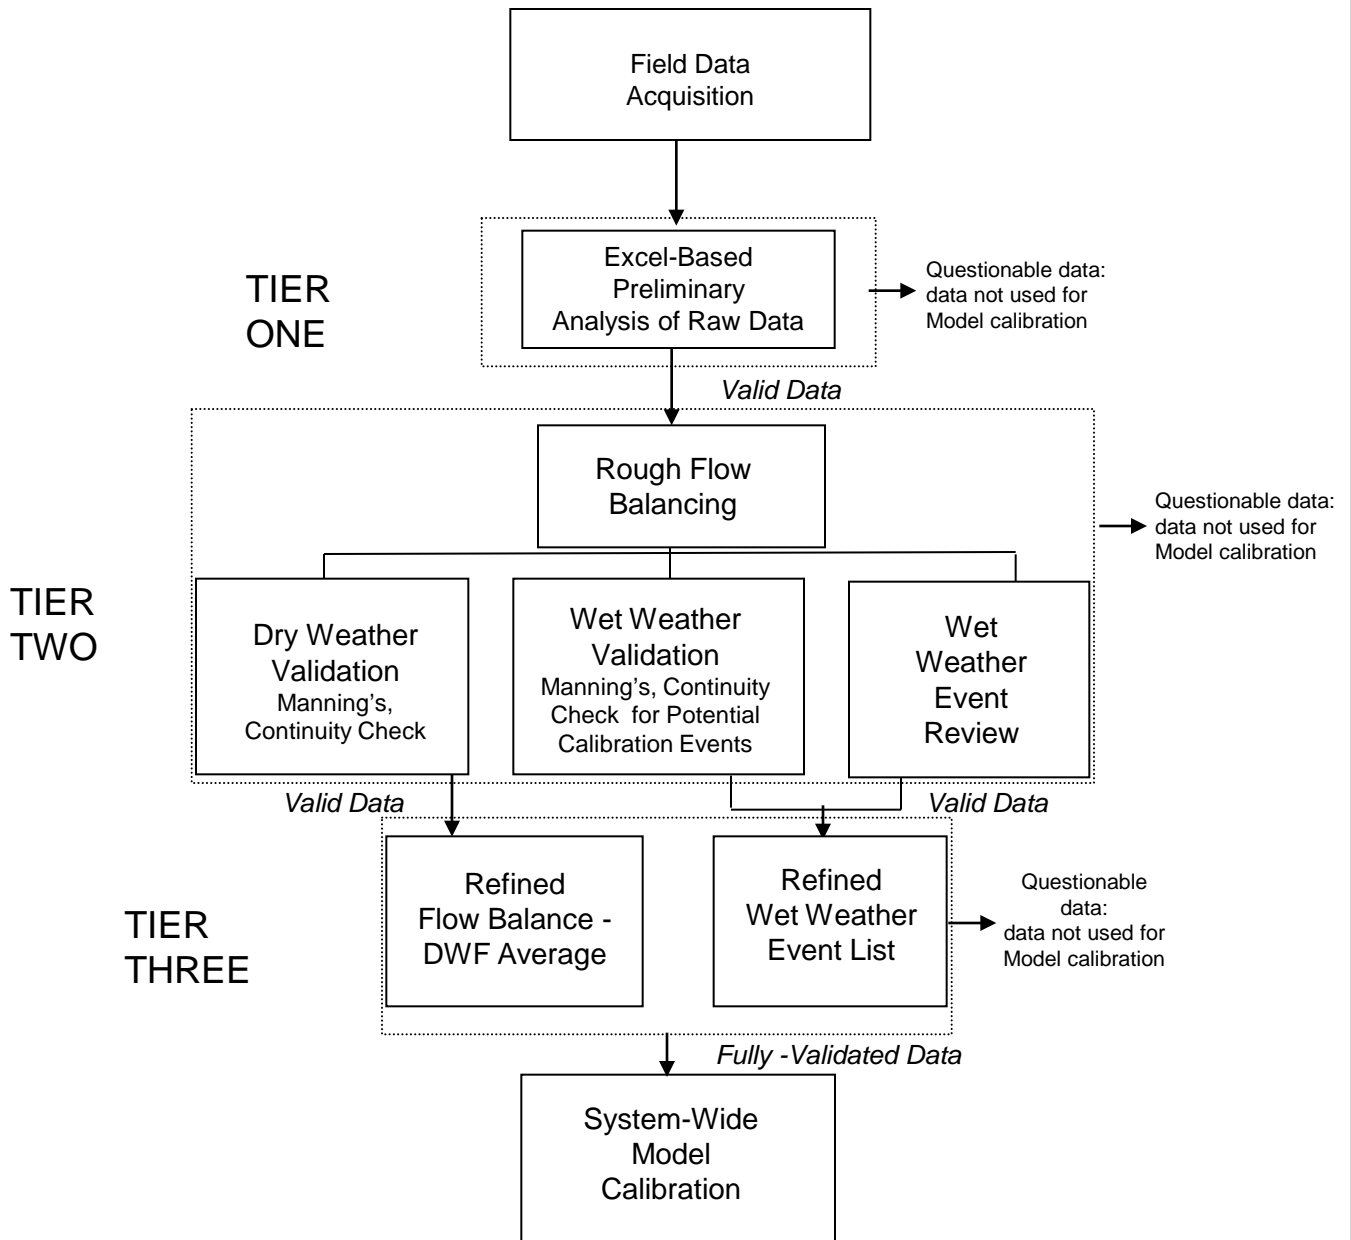 Field Data
Acquisition
TIER
ONE
Excel-Based
Preliminary
Analysis of Raw Data
Questionable data:
data not used for
Model calibration
Valid Data
TIER
TWO
Rough Flow
Balancing
Questionable data:
data not used for
Model calibration
Dry Weather
Validation
Manning's,
Continuity Check
Wet Weather
Validation
Manning's, Continuity
Check for Potential
Calibration Events
Wet
Weather
Event
Review
Valid Data
Valid Data
TIER
THREE
Refined
Flow Balance -
DWF Average
Refined
Wet Weather
Event List
Questionable
data:
data not used for
Model calibration
Fully -Validated Data
System-Wide
Model
Calibration